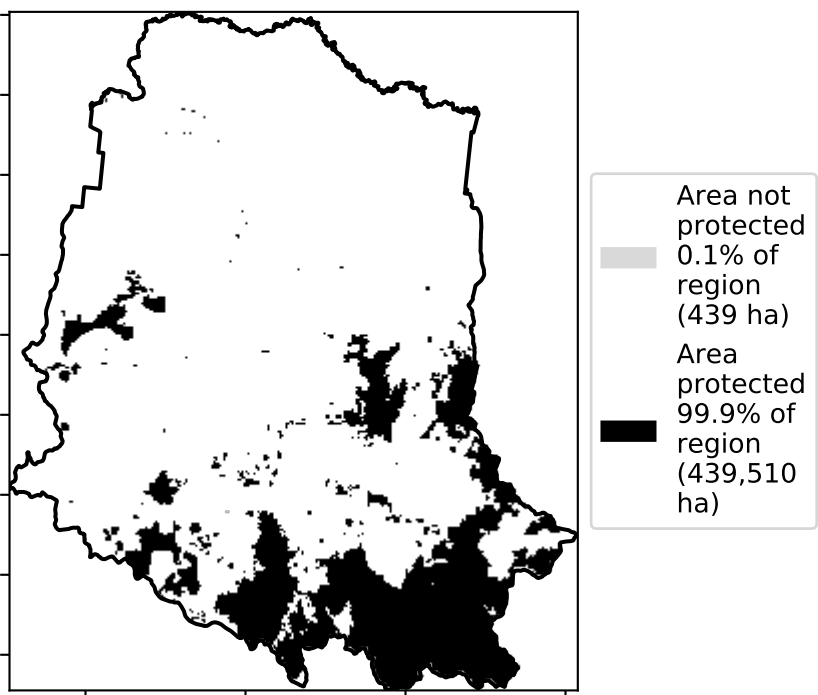 Area not
protected
0.1% of
region
(439 ha)
Area
protected
99.9% of
region
(439,510
ha)